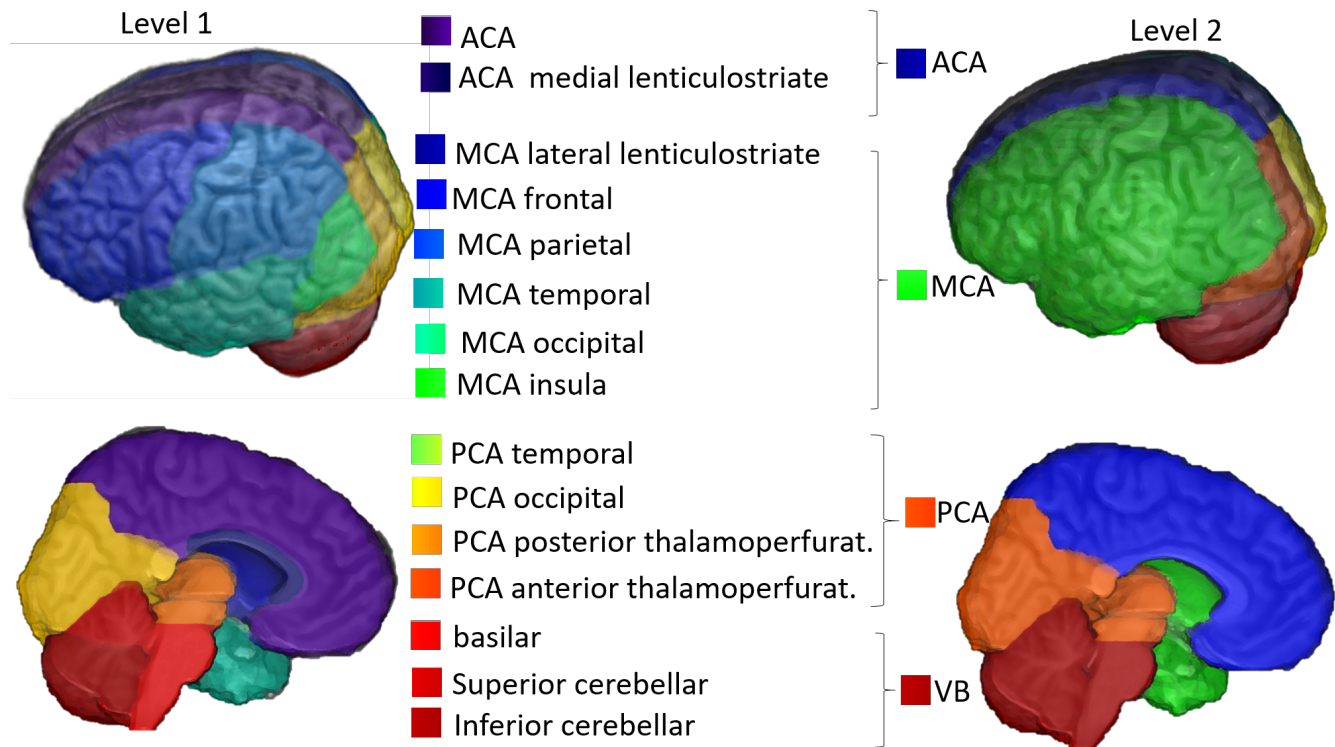 Level 1
Level 2
ACA
ACA medial lenticulostriate
ACA
MCA lateral lenticulostriate
MCA frontal
MCA parietal
MCA temporal
MCA occipital
MCA insula
MCA
PCA temporal
PCA occipital
PCA posterior thalamoperfurat.
PCA anterior thalamoperfurat.
PCA
basilar
Superior cerebellar
Inferior cerebellar
VB